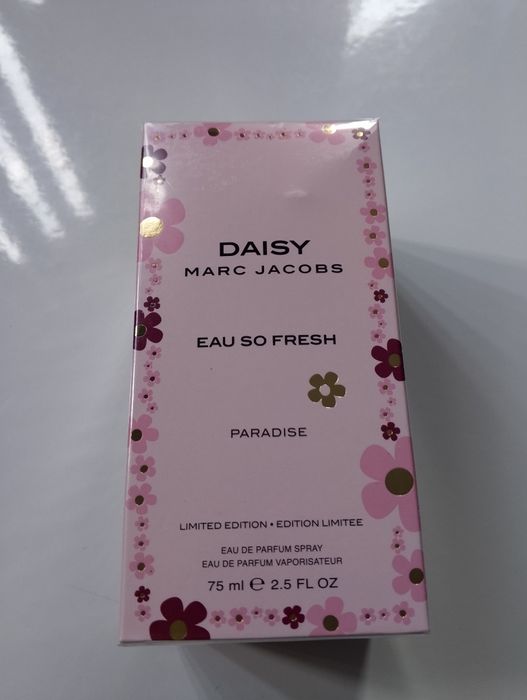 DAISY
MARC JACOBS
EAU SO FRESH
PARADISE
LIMITED EDITION • EDITION LIMITEE
EAU DE PARFUM SPRAY
EAU DE PARFUM VAPORISATEUR
75 ml ℮ 2.5 FL OZ